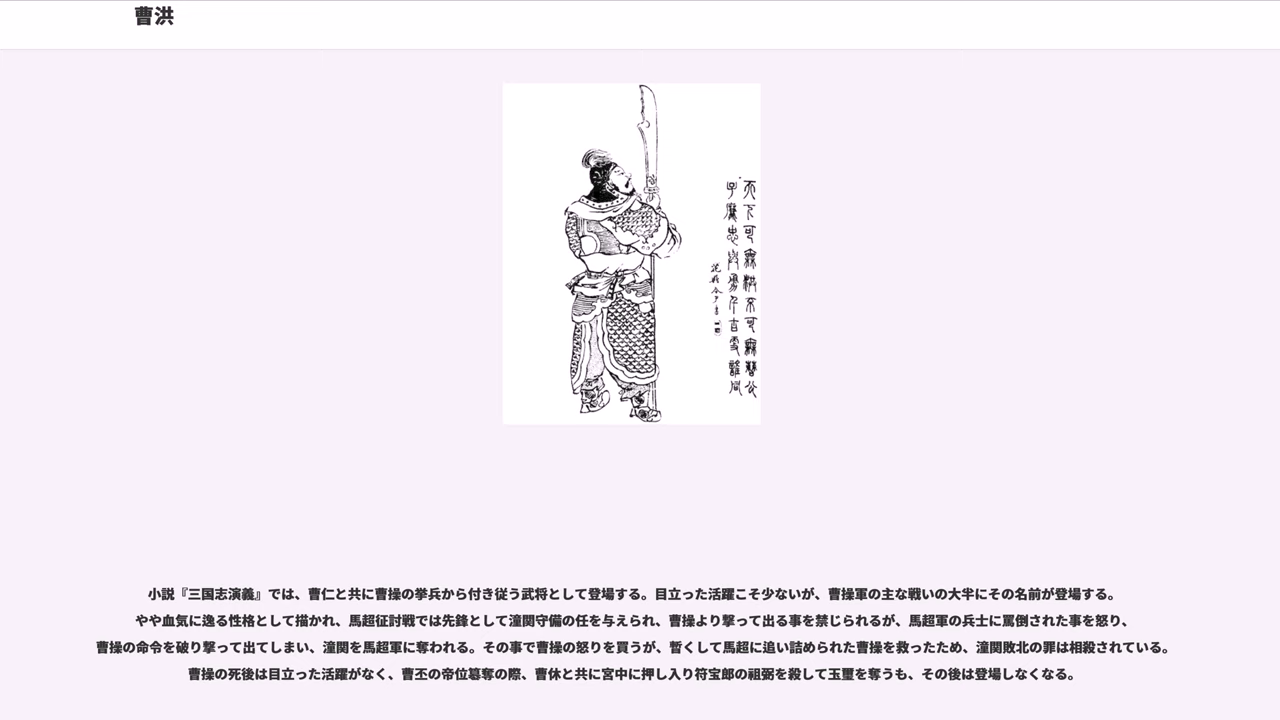 曹洪
天下可無洪不可無曹公
子廉忠
小説『三国志演義』では、曹仁と共に曹操の挙兵から付き従う武将として登場する。目立った活躍こそ少ないが、曹操軍の主な戦いの大半にその名前が登場する。
やや血気に逸る性格として描かれ、馬超征討戦では先鋒として潼関守備の任を与えられ、曹操より撃って出る事を禁じられるが、馬超軍の兵士に罵倒された事を怒り、
曹操の命令を破り撃って出てしまい、潼関を馬超軍に奪われる。その事で曹操の怒りを買うが、暫くして馬超に追い詰められた曹操を救ったため、潼関敗北の罪は相殺されている。
曹操の死後は目立った活躍がなく、曹丕の帝位簒奪の際、曹休と共に宮中に押し入り符宝郎の祖弼を殺して玉璽を奪うも、その後は登場しなくなる。